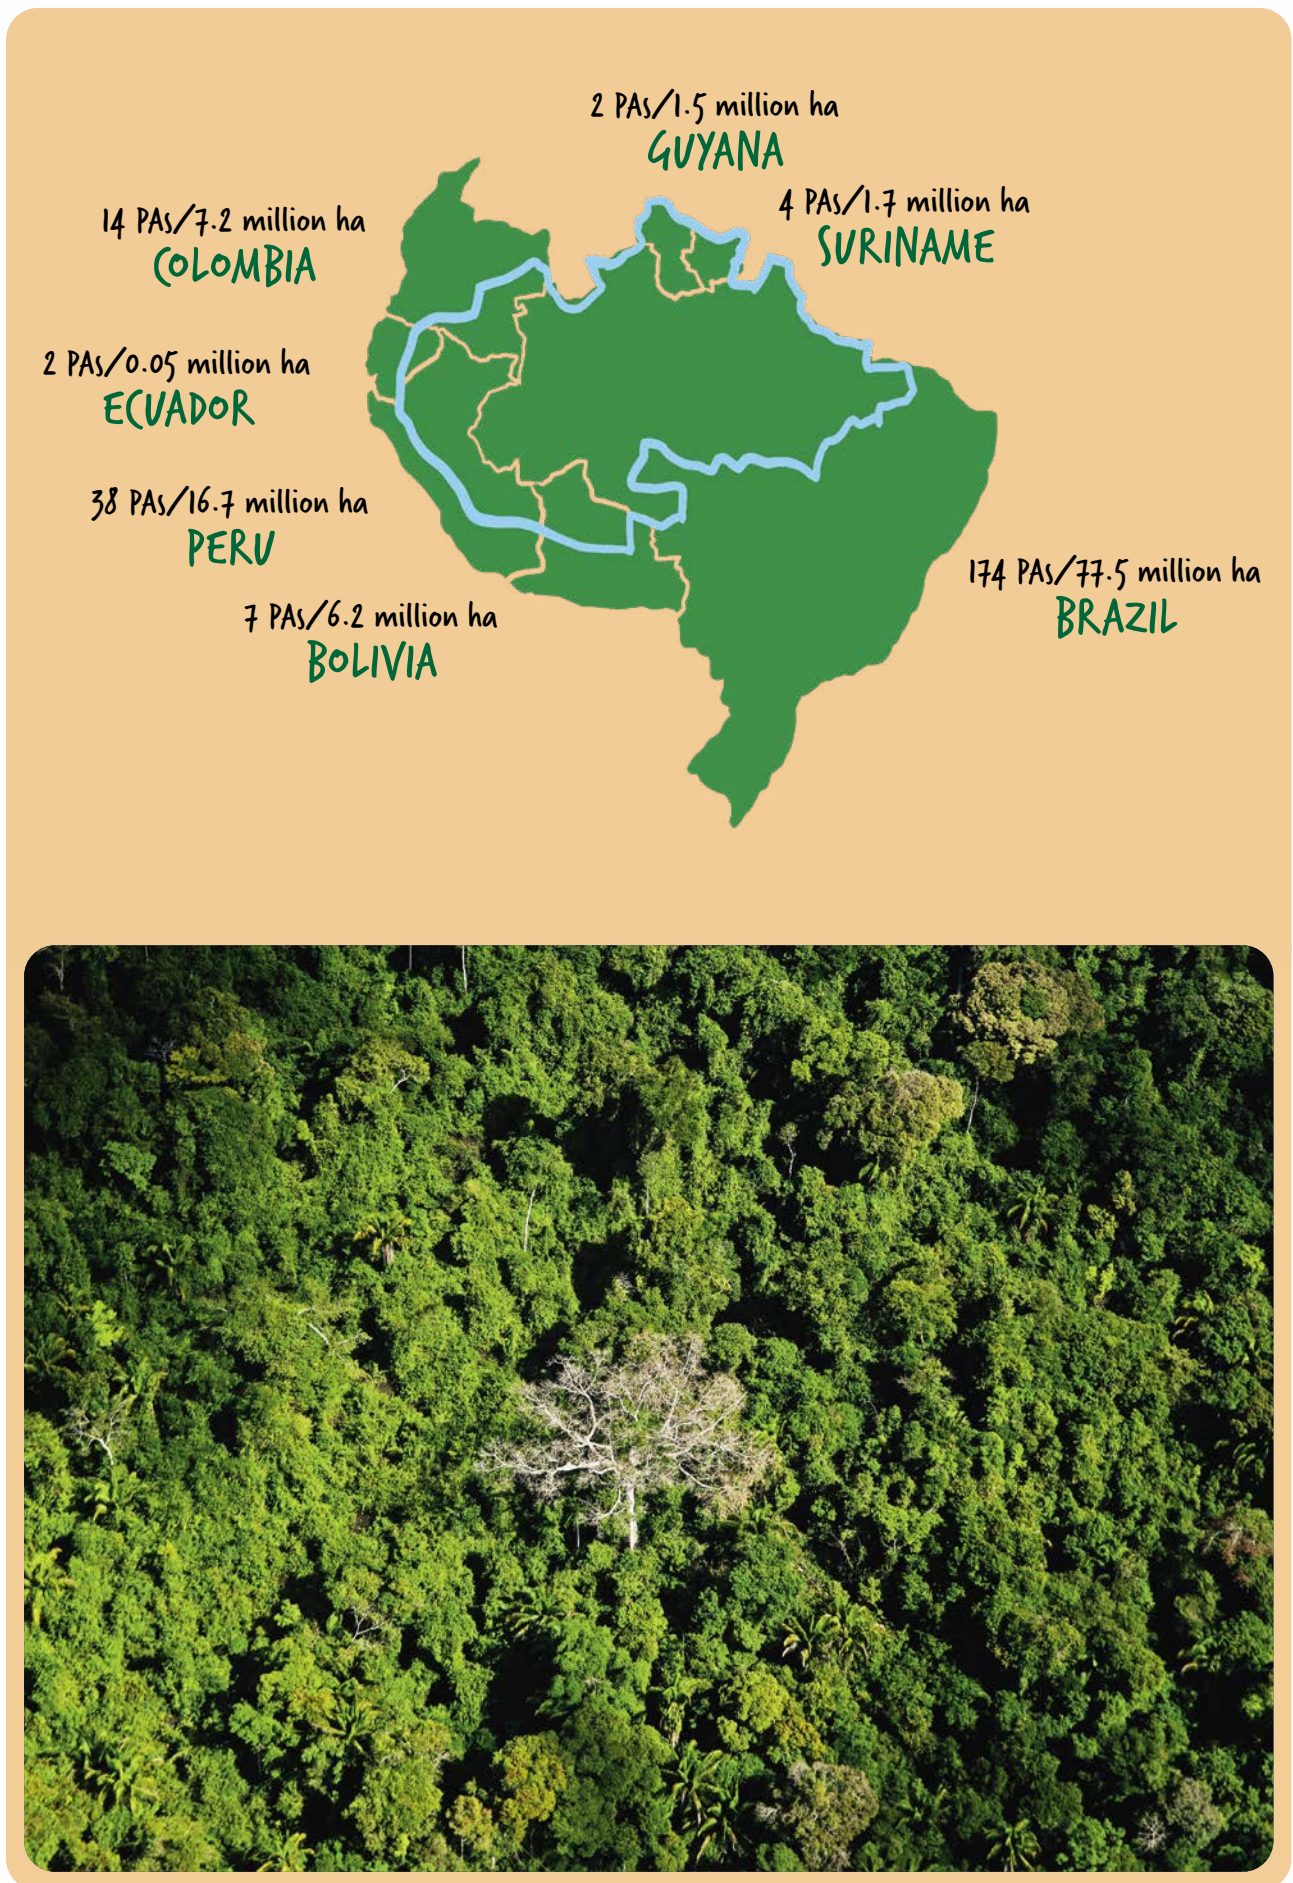 2 PAs/1.5 million ha
GUYANA
4 PAs/1.7 million ha
SURINAME
14 PAs/7.2 million ha
COLOMBIA
2 PAs/0.05 million ha
ECUADOR
38 PAs/16.7 million ha
PERU
174 PAs/77.5 million ha
BRAZIL
7 PAs/6.2 million ha
BOLIVIA